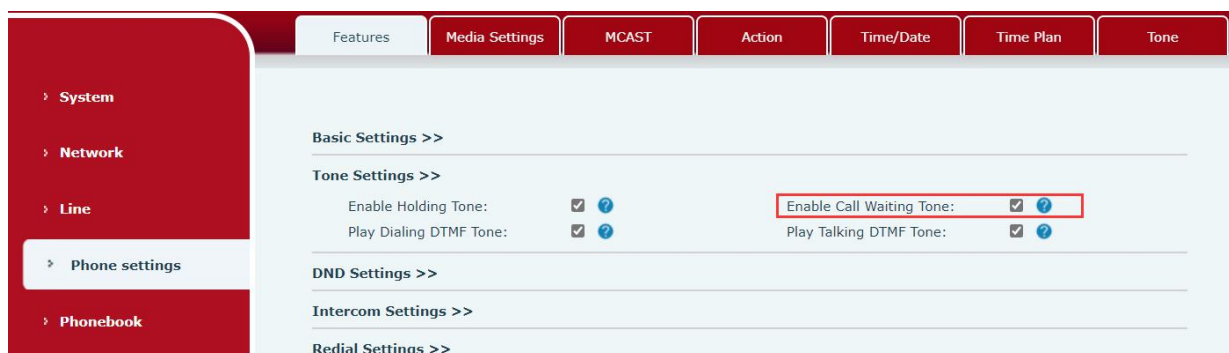 Features Media Settings MCAST Action Time/Date Time Plan Tone
› System
› Network
› Line
› Phone settings
› Phonebook
Basic Settings >>
Tone Settings >>
Enable Holding Tone: ? Enable Call Waiting Tone: ?
Play Dialing DTMF Tone: ? Play Talking DTMF Tone: ?
DND Settings >>
Intercom Settings >>
Redial Settings >>